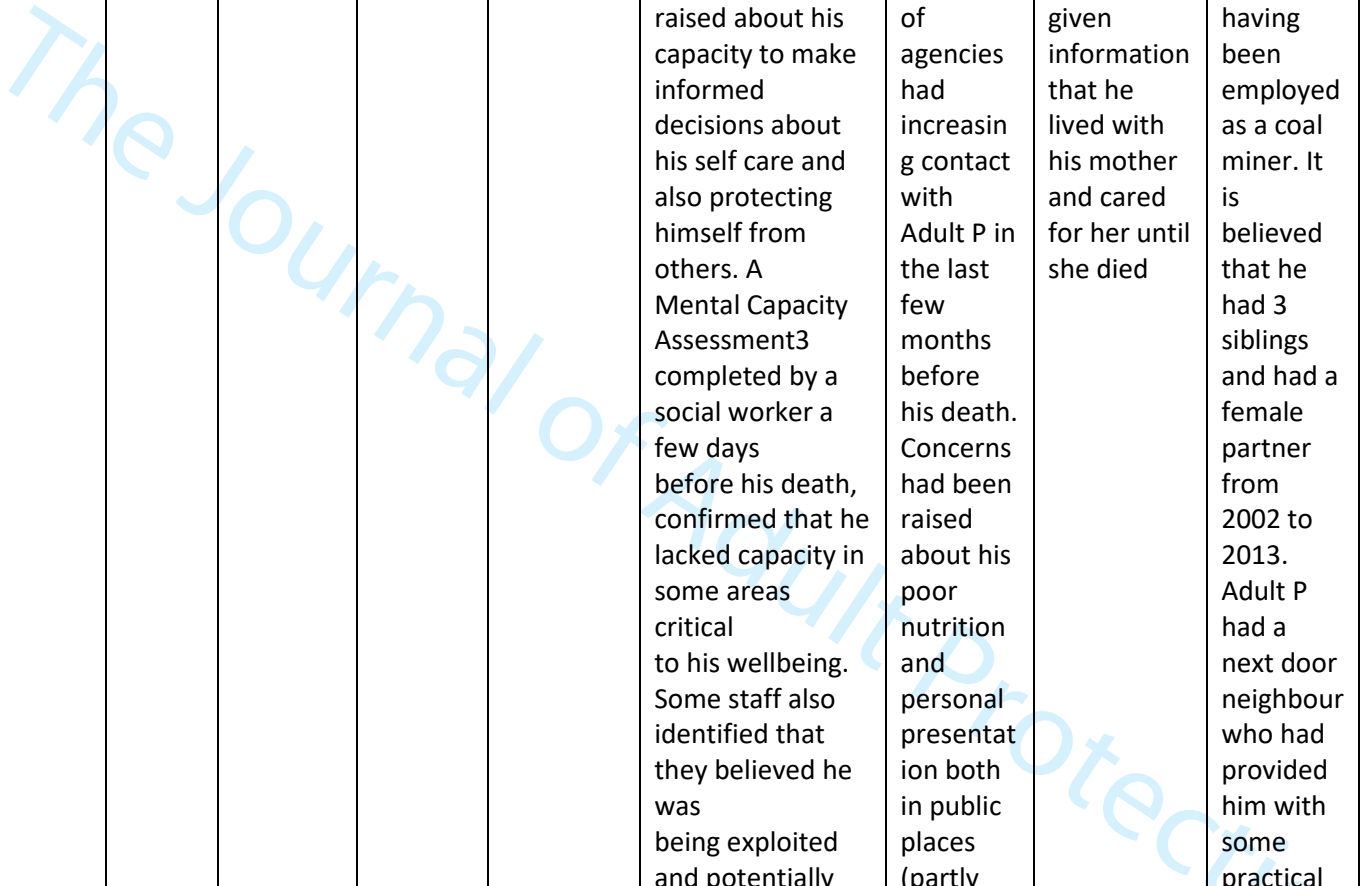 raised about his
capacity to make
informed
decisions about
his self care and
also protecting
himself from
others. A
Mental Capacity
Assessment3
completed by a
social worker a
few days
before his death,
confirmed that he
lacked capacity in
some areas
critical
to his wellbeing.
Some staff also
identified that
they believed he
was
being exploited
and potentially
of
agencies
had
increasin
g contact
with
Adult P in
the last
few
months
before
his death.
Concerns
had been
raised
about his
poor
nutrition
and
personal
presentat
ion both
in public
places
(partly
given
information
that he
lived with
his mother
and cared
for her until
she died
having
been
employed
as a coal
miner. It
is
believed
that he
had 3
siblings
and had a
female
partner
from
2002 to
2013.
Adult P
had a
next door
neighbour
who had
provided
him with
some
practical
The Journal of Adult Protecti